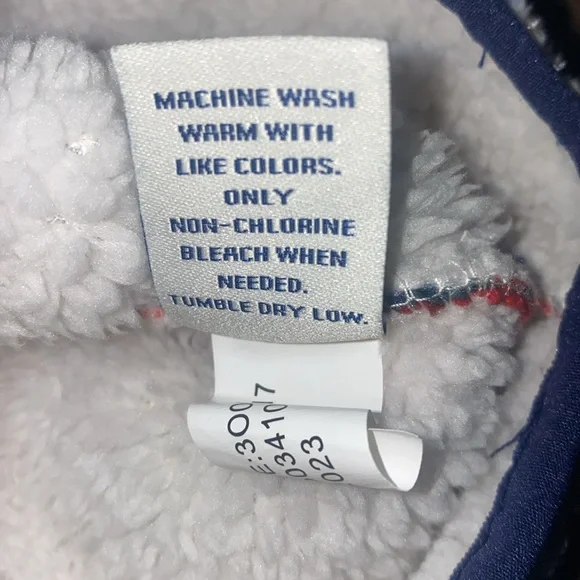 MACHINE WASH
WARM WITH
LIKE COLORS.
ONLY
NON-CHLORINE
BLEACH WHEN
NEEDED.
TUMBLE DRY LOW.